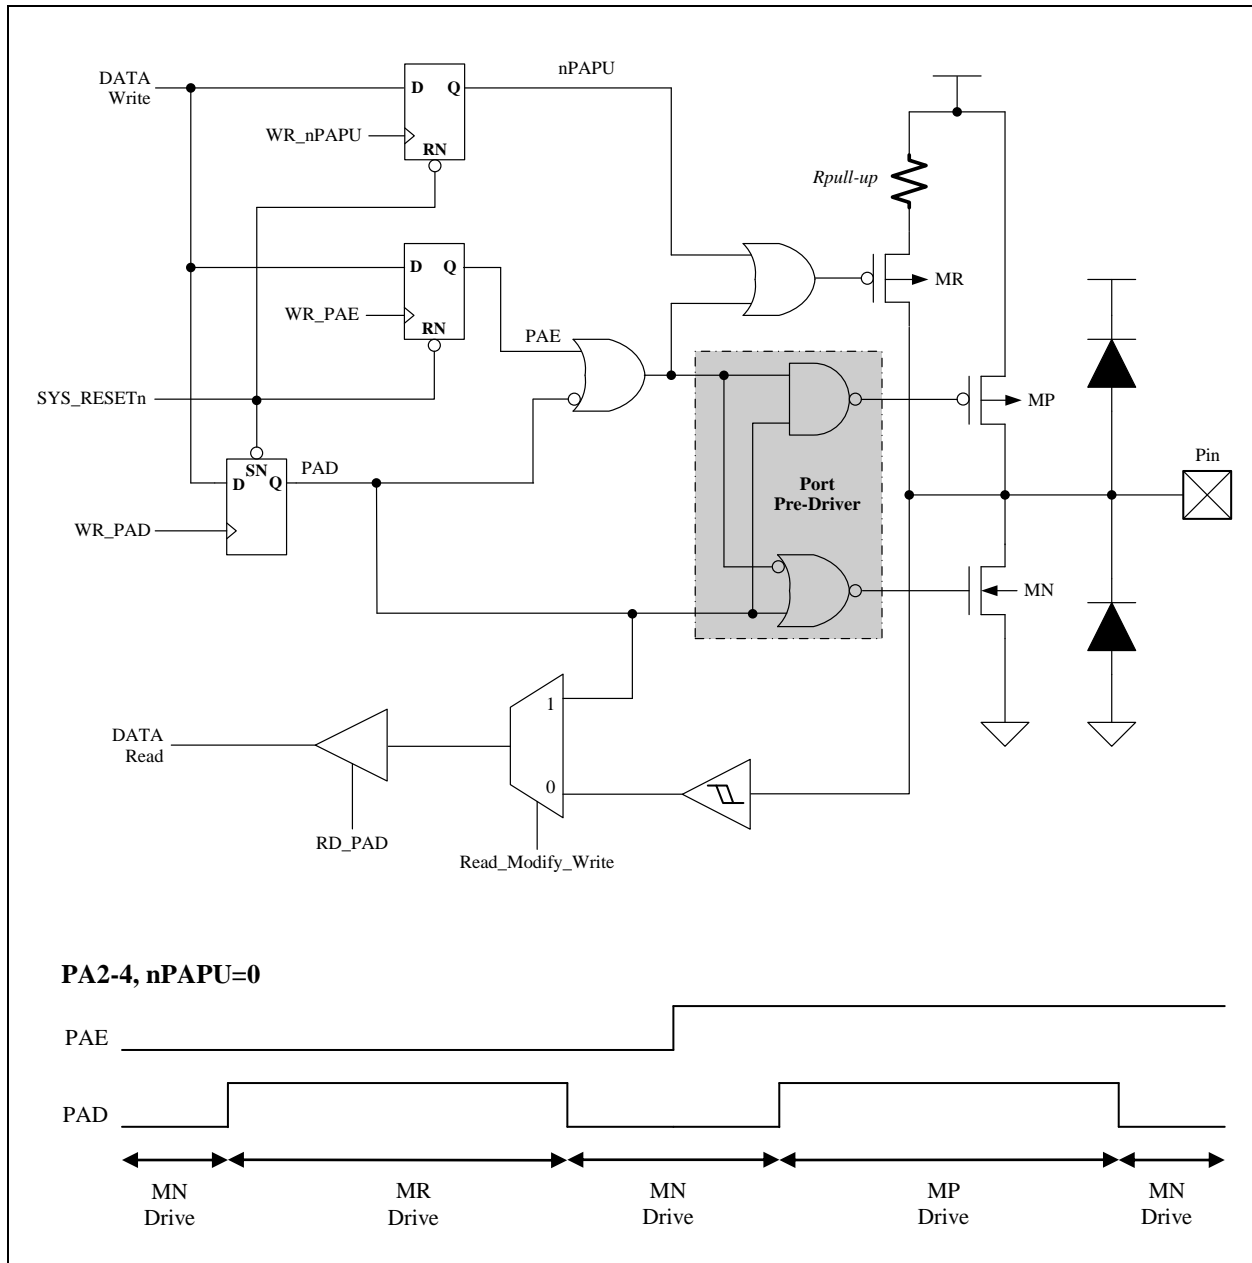 nPAPU
DATA
Write
D
Q
WR_nPAPU
RN
Rpull-up
D
Q
MR
WR_PAE
RN
PAE
SYS_RESETn
MP
PAD
SN
D
Q
Port
Pre-Driver
Pin
WR_PAD
MN
1
DATA
Read
0
RD_PAD
Read_Modify_Write
PA2-4, nPAPU=0
PAE
PAD
MN
Drive
MR
Drive
MN
Drive
MP
Drive
MN
Drive